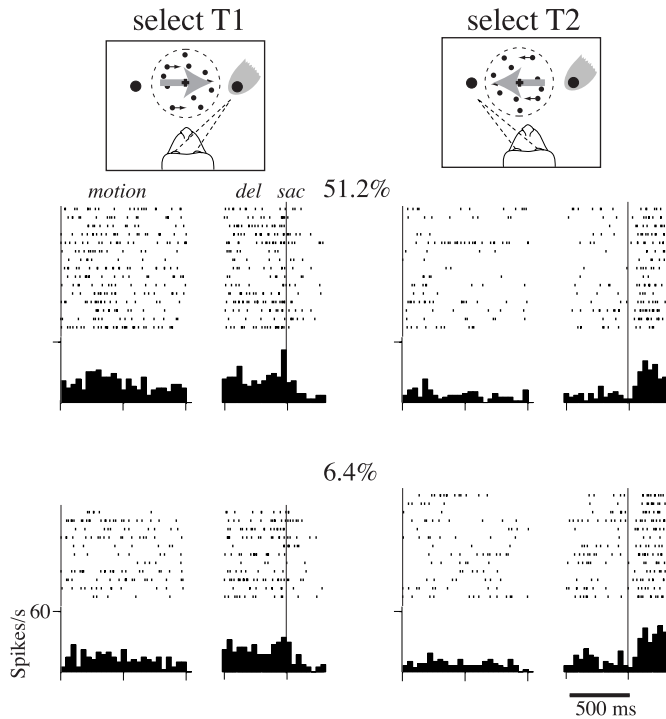 select T1
select T2
motion
del
sac
51.2%
6.4%
Spikes/s
60
500 ms